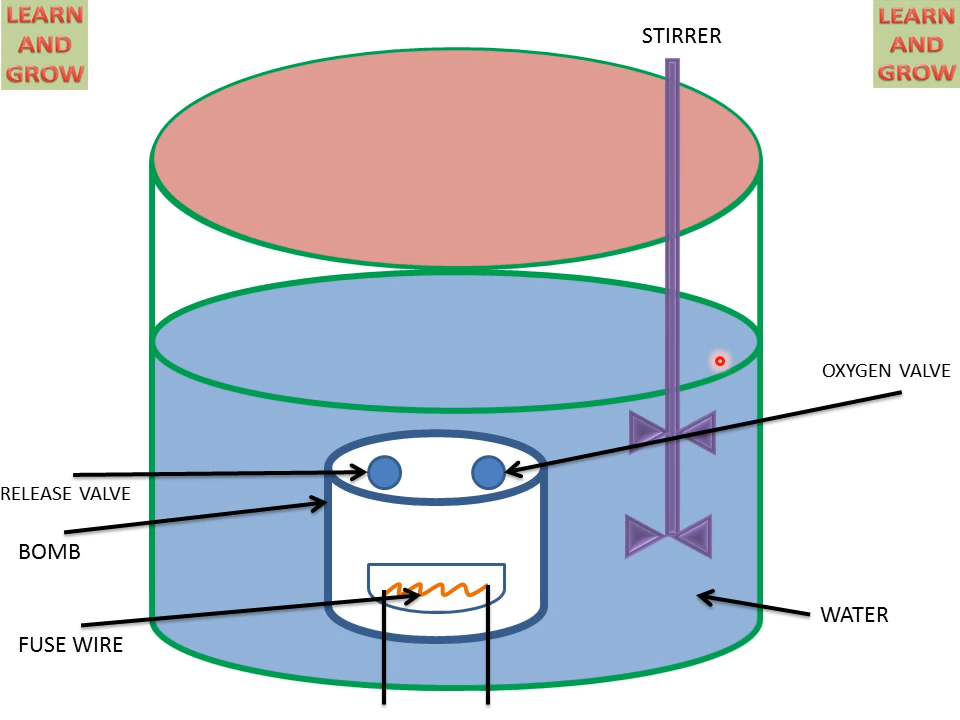 LEARN
AND
GROW
LEARN
AND
GROW
STIRRER
OXYGEN VALVE
RELEASE VALVE
BOMB
WATER
FUSE WIRE